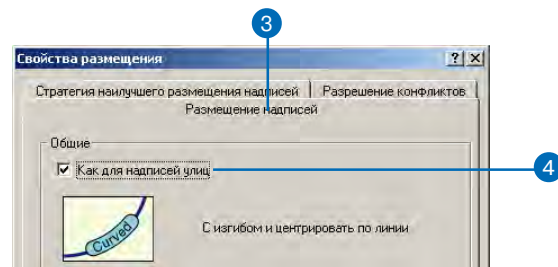 3
Свойства размещения
Стратегия наилучшего размещения надписей Разрешение конфликтов
Размещение надписей
Общие
Как для надписей улиц
4
Curved
С изгибом и центрировать по линии